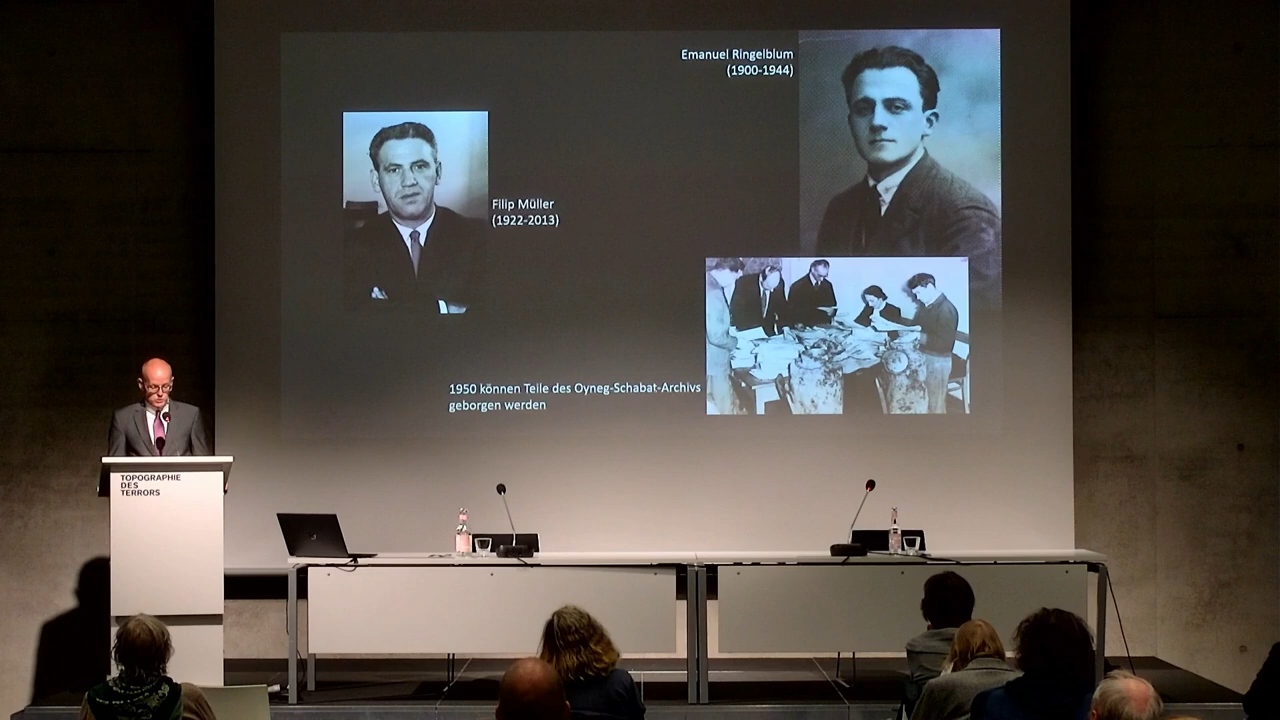 Emanuel Ringelblum
(1900-1944)
Filip Müller
(1922-2013)
1950 können Teile des Oyneg-Schabat-Archivs
geborgen werden
TOPOGRAPHIE
DES
TERRORS